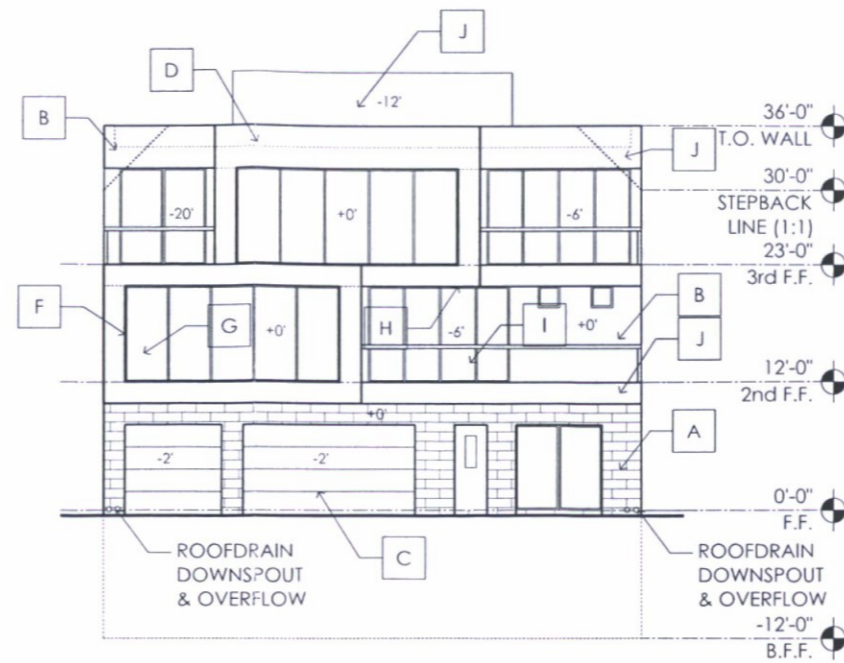 J
D
-12'
B
36'-0"
T.O. WALL
J
30'-0"
STEPBACK
LINE (1:1)
-20'
+0'
-6'
23'-0"
3rd F.F.
F
G
+0'
H
-6'
I
+0'
B
J
12'-0"
2nd F.F.
+0'
A
-2'
-2'
0'-0"
F.F.
ROOFDRAIN
DOWNSPOUT
& OVERFLOW
C
ROOFDRAIN
DOWNSPOUT
& OVERFLOW
-12'-0"
B.F.F.